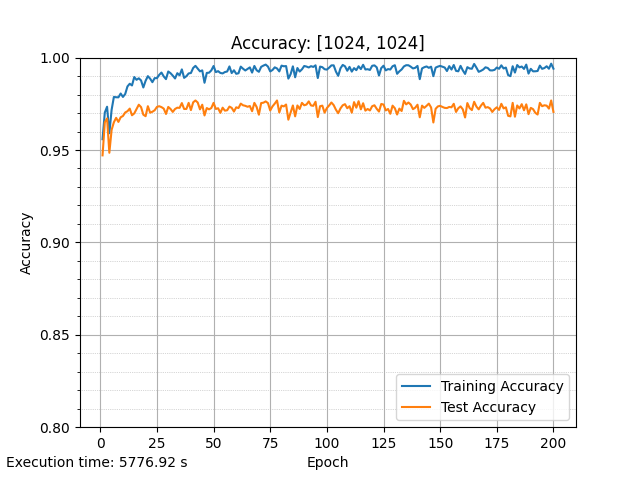 Accuracy: [1024, 1024]
1.00
0.95
0.90
0.85
0.80
Accuracy
Training Accuracy
Test Accuracy
0 25 50 75 100 125 150 175 200
Execution time: 5776.92 s Epoch